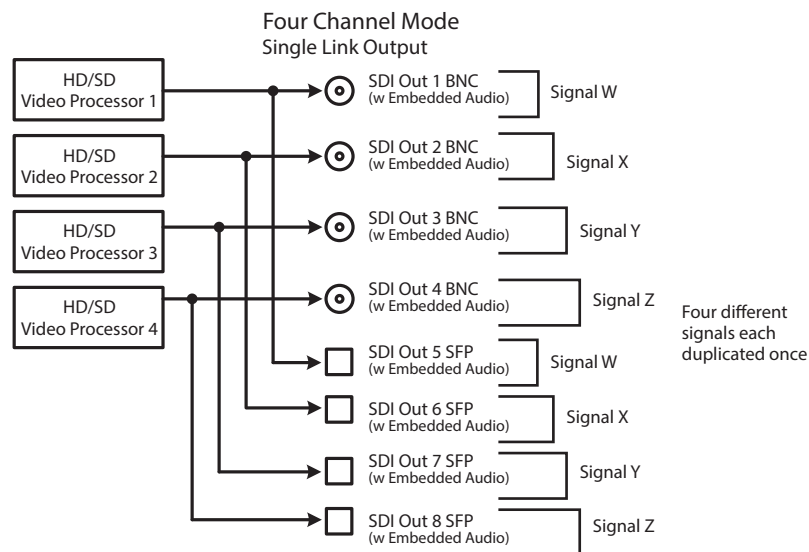 Four Channel Mode
Single Link Output
HD/SD
Video Processor 1
SDI Out 1 BNC
(w Embedded Audio)
Signal W
HD/SD
Video Processor 2
SDI Out 2 BNC
(w Embedded Audio)
Signal X
HD/SD
Video Processor 3
SDI Out 3 BNC
(w Embedded Audio)
Signal Y
HD/SD
Video Processor 4
SDI Out 4 BNC
(w Embedded Audio)
Signal Z
Four different
signals each
duplicated once
SDI Out 5 SFP
(w Embedded Audio)
Signal W
SDI Out 6 SFP
(w Embedded Audio)
Signal X
SDI Out 7 SFP
(w Embedded Audio)
Signal Y
SDI Out 8 SFP
(w Embedded Audio)
Signal Z